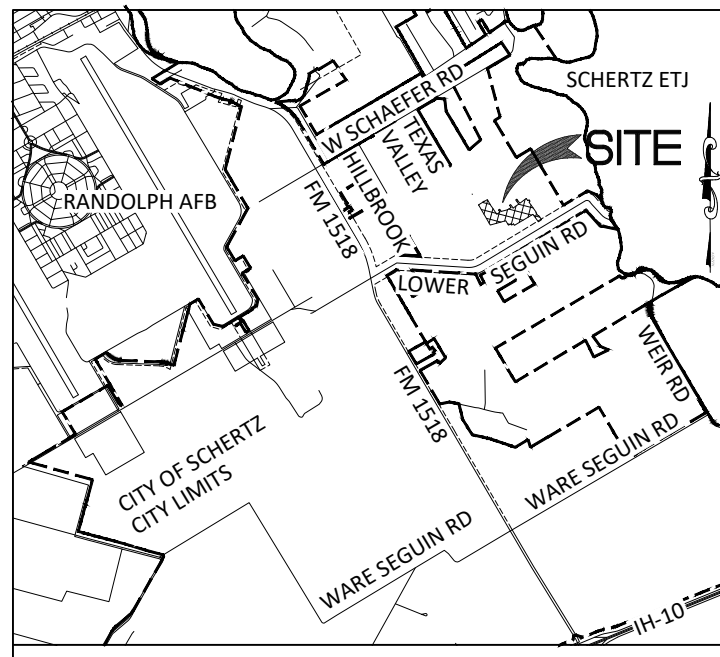 SCHERTZ ETJ
W SCHAEFER RD
TEXAS
VALLEY
SITE
HILLBROOK
RANDOLPH AFB
FM 1518
LOWER
SEGUIN RD
WEIR RD
FM 1518
CITY OF SCHERTZ
CITY LIMITS
WARE SEGUIN RD
WARE SEGUIN RD
IH-10